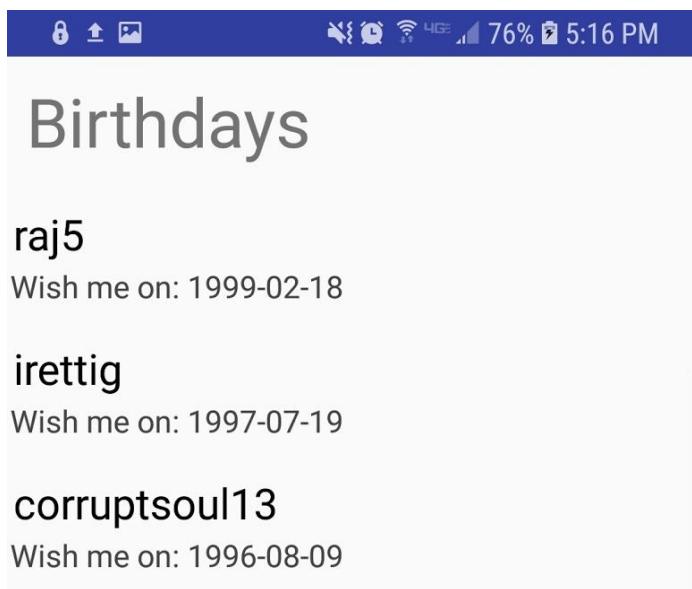 4GE 76% 5:16 PM
Birthdays
raj5
Wish me on: 1999-02-18
irettig
Wish me on: 1997-07-19
corruptsoul13
Wish me on: 1996-08-09